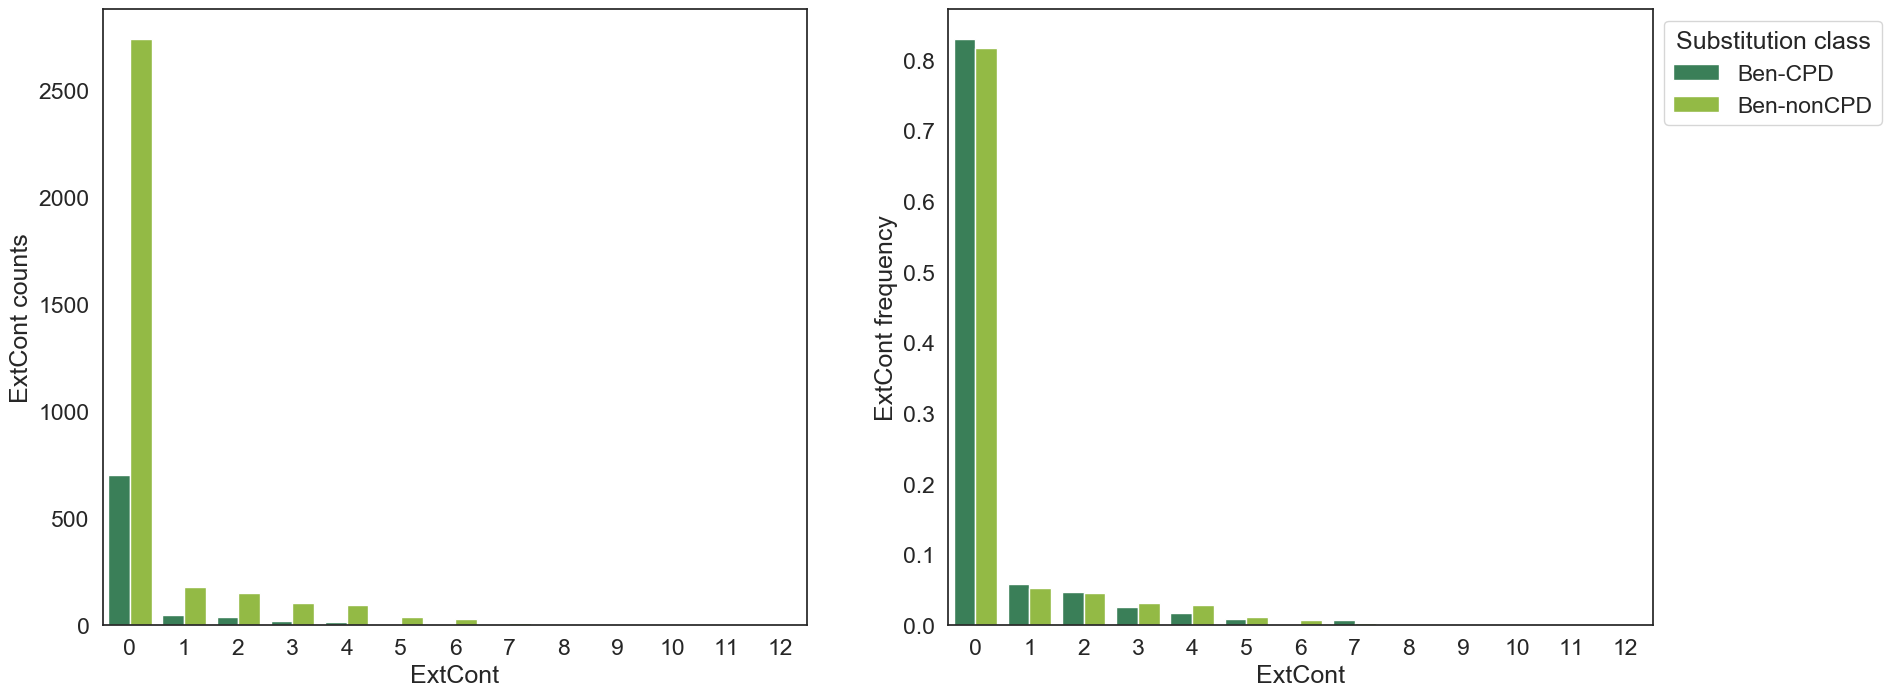 ExtCont counts
2500
2000
1500
1000
500
0
0 1 2 3 4 5 6 7 8 9 10 11 12
ExtCont
ExtCont frequency
0.8
0.7
0.6
0.5
0.4
0.3
0.2
0.1
0.0
0 1 2 3 4 5 6 7 8 9 10 11 12
ExtCont
Substitution class
Ben-CPD
Ben-nonCPD